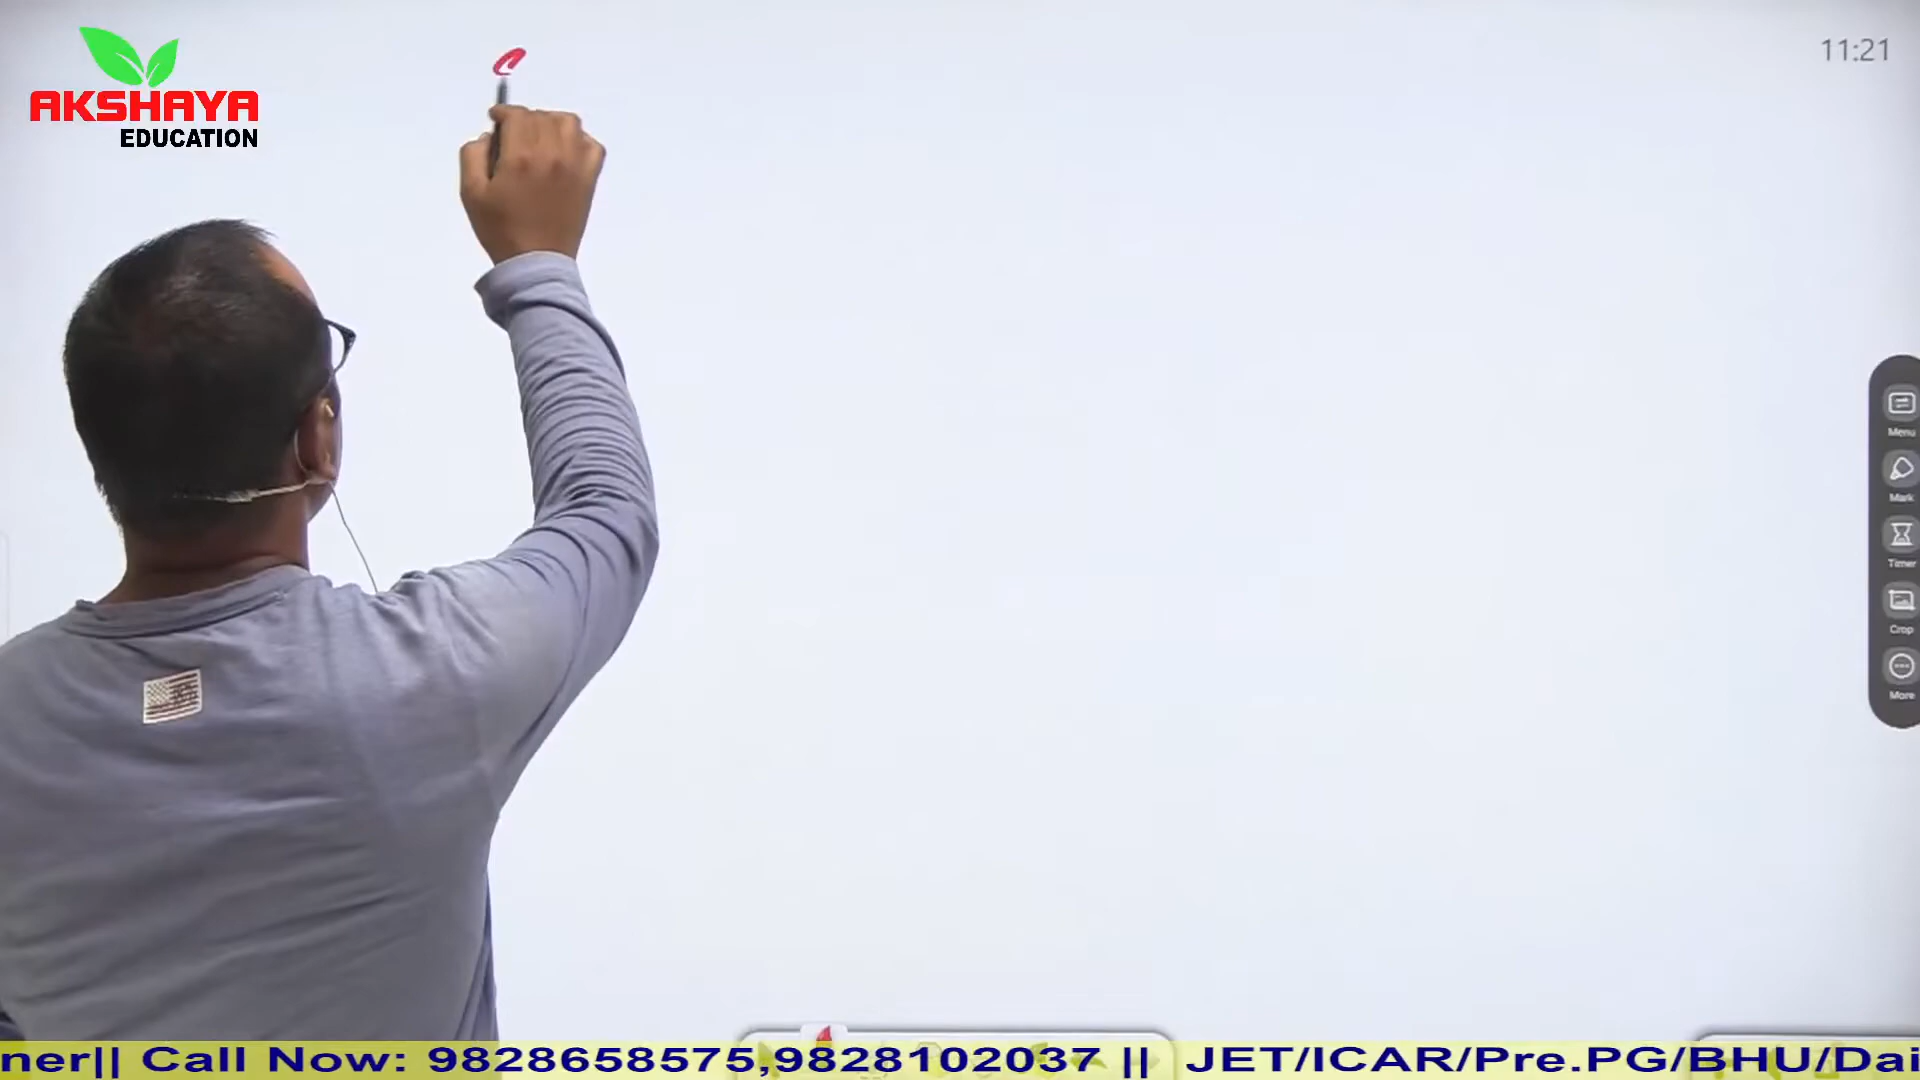 11:21
AKSHAYA
EDUCATION
Menu
Mark
Timer
Crop
More
ner|| Call Now: 9828658575,9828102037 || JET/ICAR/Pre.PG/BHU/Dai